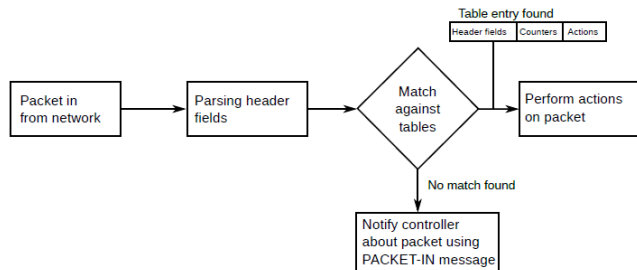 Table entry found
Header fields
Counters
Actions
Packet in
from network
Parsing header
fields
Match
against
tables
Perform actions
on packet
No match found
Notify controller
about packet using
PACKET-IN message